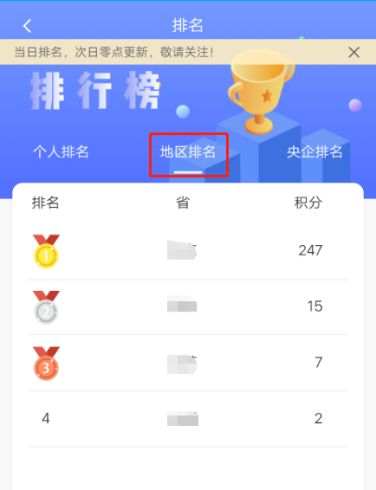 排名
当日排名，次日零点更新，敬请关注！
排行榜
个人排名 地区排名 央企排名
排名 省 积分
1 247
2 15
3 7
4 2